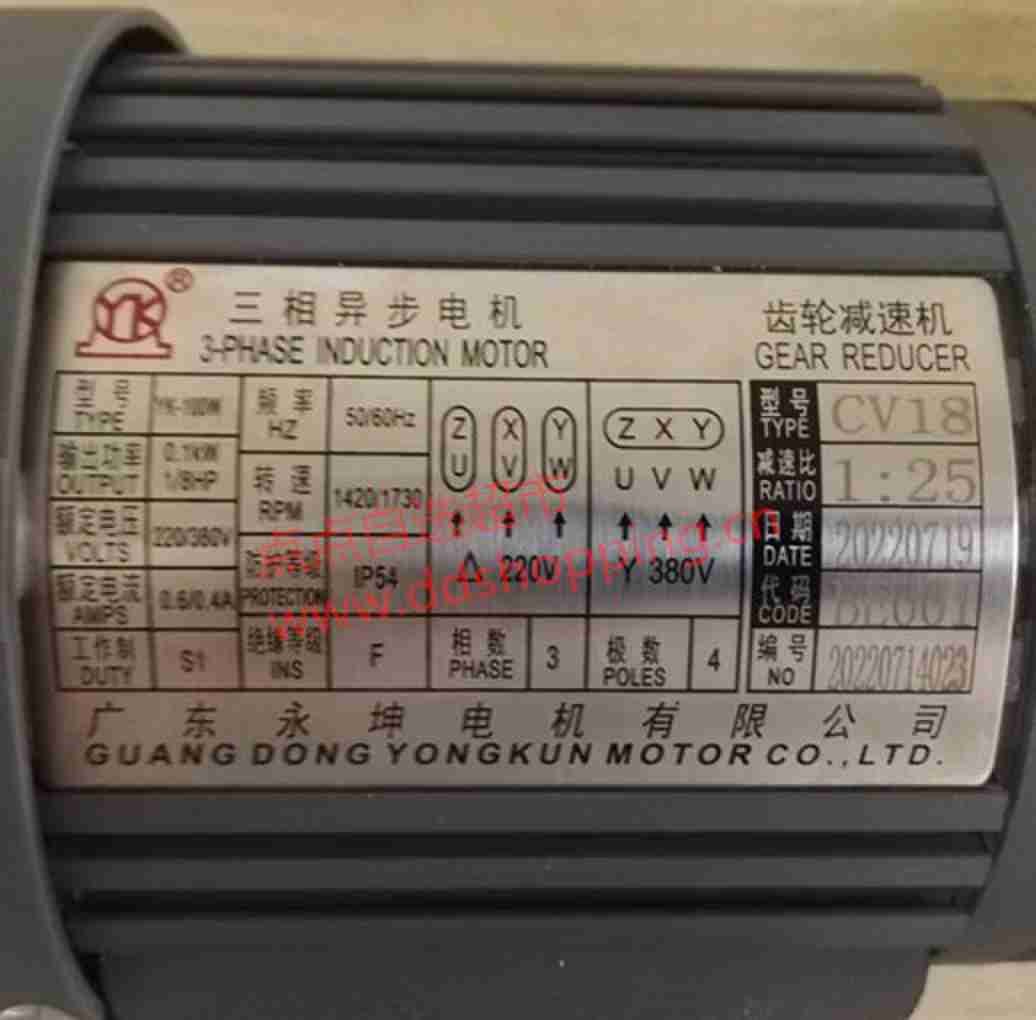 YK ®
三相异步电机
3-PHASE INDUCTION MOTOR
齿轮减速机
GEAR REDUCER
型号 TYPE YK-100W
频率 HZ 50/60Hz
输出功率 OUTPUT 0.1kW 1/8HP
转速 RPM 1420/1730
额定电压 VOLTS 220/380V
防护等级 PROTECTION IP54
额定电流 AMPS 0.6/0.4A
工作制 DUTY S1
绝缘等级 INS F
Z X Y
U V W
△ 220V
Z X Y
U V W
Y 380V
相数 PHASE 3
极数 POLES 4
型号 TYPE CV18
减速比 RATIO 1:25
日期 DATE 20220719
代码 CODE
编号 NO 20220714023
广东永坤电机有限公司
GUANG DONG YONGKUN MOTOR CO.,LTD.
www.ddshopping.cn